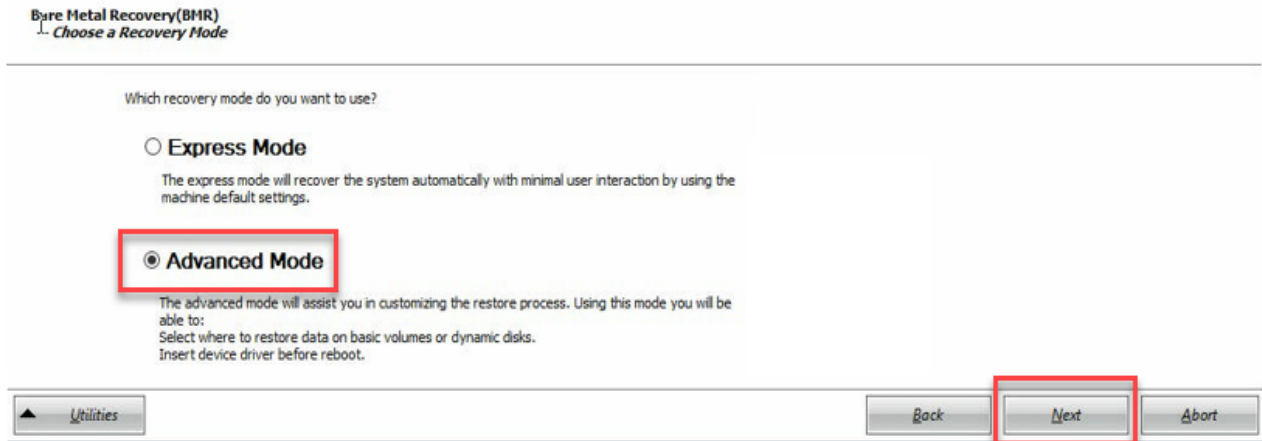 Bare Metal Recovery(BMR)
Choose a Recovery Mode
Which recovery mode do you want to use?
Express Mode
The express mode will recover the system automatically with minimal user interaction by using the
machine default settings.
Advanced Mode
The advanced mode will assist you in customizing the restore process. Using this mode you will be
able to:
Select where to restore data on basic volumes or dynamic disks.
Insert device driver before reboot.
Utilities Back Next Abort